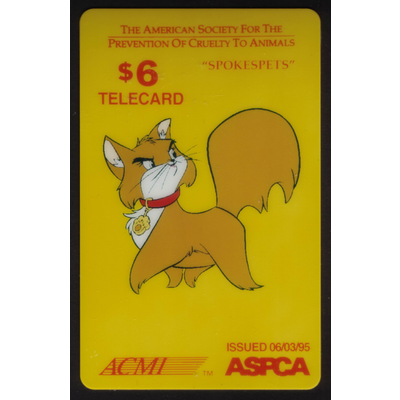 THE AMERICAN SOCIETY FOR THE
PREVENTION OF CRUELTY TO ANIMALS
$6
TELECARD
"SPOKESPETS"
ACMI ™
ISSUED 06/03/95
ASPCA